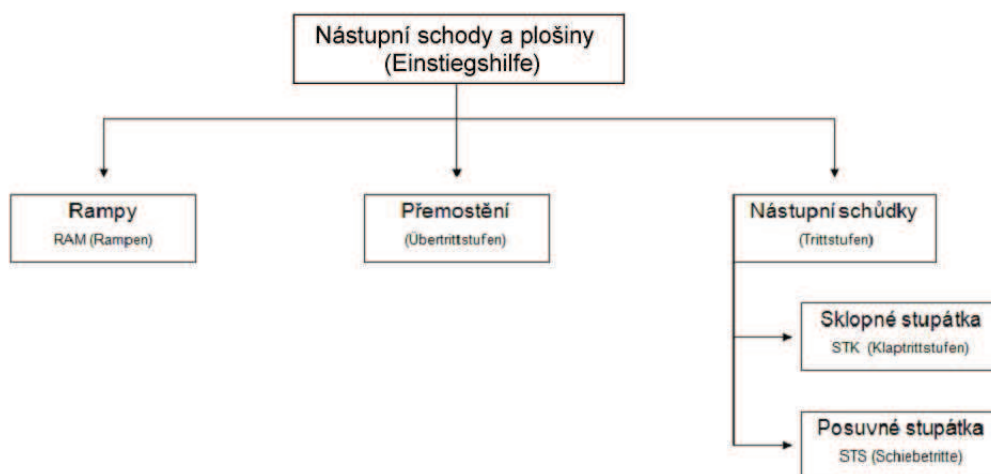 Nástupní schody a plošiny
(Einstiegshilfe)
Rampy
RAM (Rampen)
Přemostění
(Übertrittstufen)
Nástupní schůdky
(Trittstufen)
Sklopné stupátka
STK (Klaptrittstufen)
Posuvné stupátka
STS (Schiebetritte)